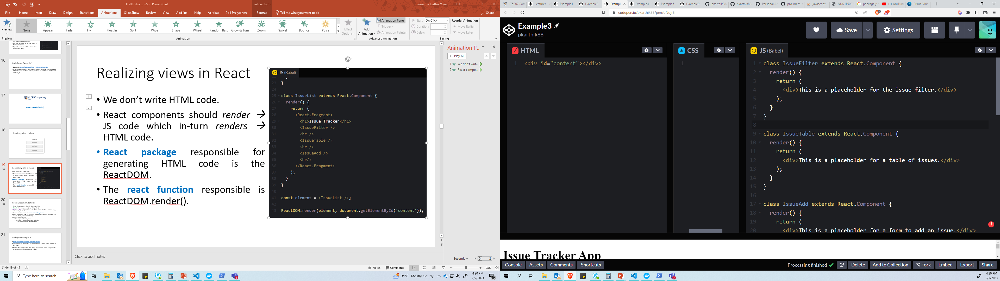 IT5007-Lecture5 - PowerPoint
Picture Tools
Prasanna Karthik Vairam
File Home Insert Draw Design Transitions Animations Slide Show Review View Add-ins Help Acrobat Poll Everywhere Format Tell me what you want to do Share
Preview
None Appear Fade Fly In Float In Split Wipe Shape Wheel Random Bars Grow & Turn Zoom Swivel Bounce Pulse
Effect Options
Add Animation
Animation Pane
Trigger
Animation Painter
Start: On Click
Duration:
Delay:
Reorder Animation
Move Earlier
Move Later
Preview
Animation
Advanced Animation
Timing
16
CodePen – Example 2
17
NUS Computing
MVC: View (Display)
18
Realizing views in React
19
Realizing views in React
20
React Class Components
21
Codepen Example 3
Realizing views in React
1
• We don't write HTML code.
2
• React components should render →
JS code which in-turn renders →
HTML code.
• React package responsible for
generating HTML code is the
ReactDOM.
• The react function responsible is
ReactDOM.render().
JS (Babel)
23 }
24
25 class IssueList extends React.Component {
26 render() {
27 return (
28 <React.Fragment>
29 <h1>Issue Tracker</h1>
30 <IssueFilter />
31 <hr />
32 <IssueTable />
33 <hr />
34 <IssueAdd />
35 <hr/>
36 </React.Fragment>
37 );
38 }
39 }
40
41 const element = <IssueList />;
42
43 ReactDOM.render(element, document.getElementById('content'));
Animation P...
Play All
1 We don't writ...
2 React compo...
Seconds 0 2
Click to add notes
Slide 19 of 43
Notes Comments 108%
Type here to search
31°C Mostly cloudy
4:20 PM
2/7/2023
IT5007 Soft Lecture4 - Example1 Example2 Exampl Example4 Example5 Example9 pkarthik88 pkarthik88 Personal Ac pro-mern- javascript - NUS IT500 package js (1) YouTube Prime Vide
codepen.io/pkarthik88/pen/oNdjrEr
Example3
pkarthik88
Save
Settings
HTML
1 <div id="content"></div>
CSS
1
JS (Babel)
1 class IssueFilter extends React.Component {
2 render() {
3 return (
4 <div>This is a placeholder for the issue filter.</div>
5 );
6 }
7 }
8
9 class IssueTable extends React.Component {
10 render() {
11 return (
12 <div>This is a placeholder for a table of issues.</div>
13 );
14 }
15 }
16
17 class IssueAdd extends React.Component {
18 render() {
19 return (
20 <div>This is a placeholder for a form to add an issue.</div>
Issue Tracker App
Console Assets Comments Shortcuts
Processing finished
Delete Add to Collection Fork Embed Export Share
4:20 PM
2/7/2023